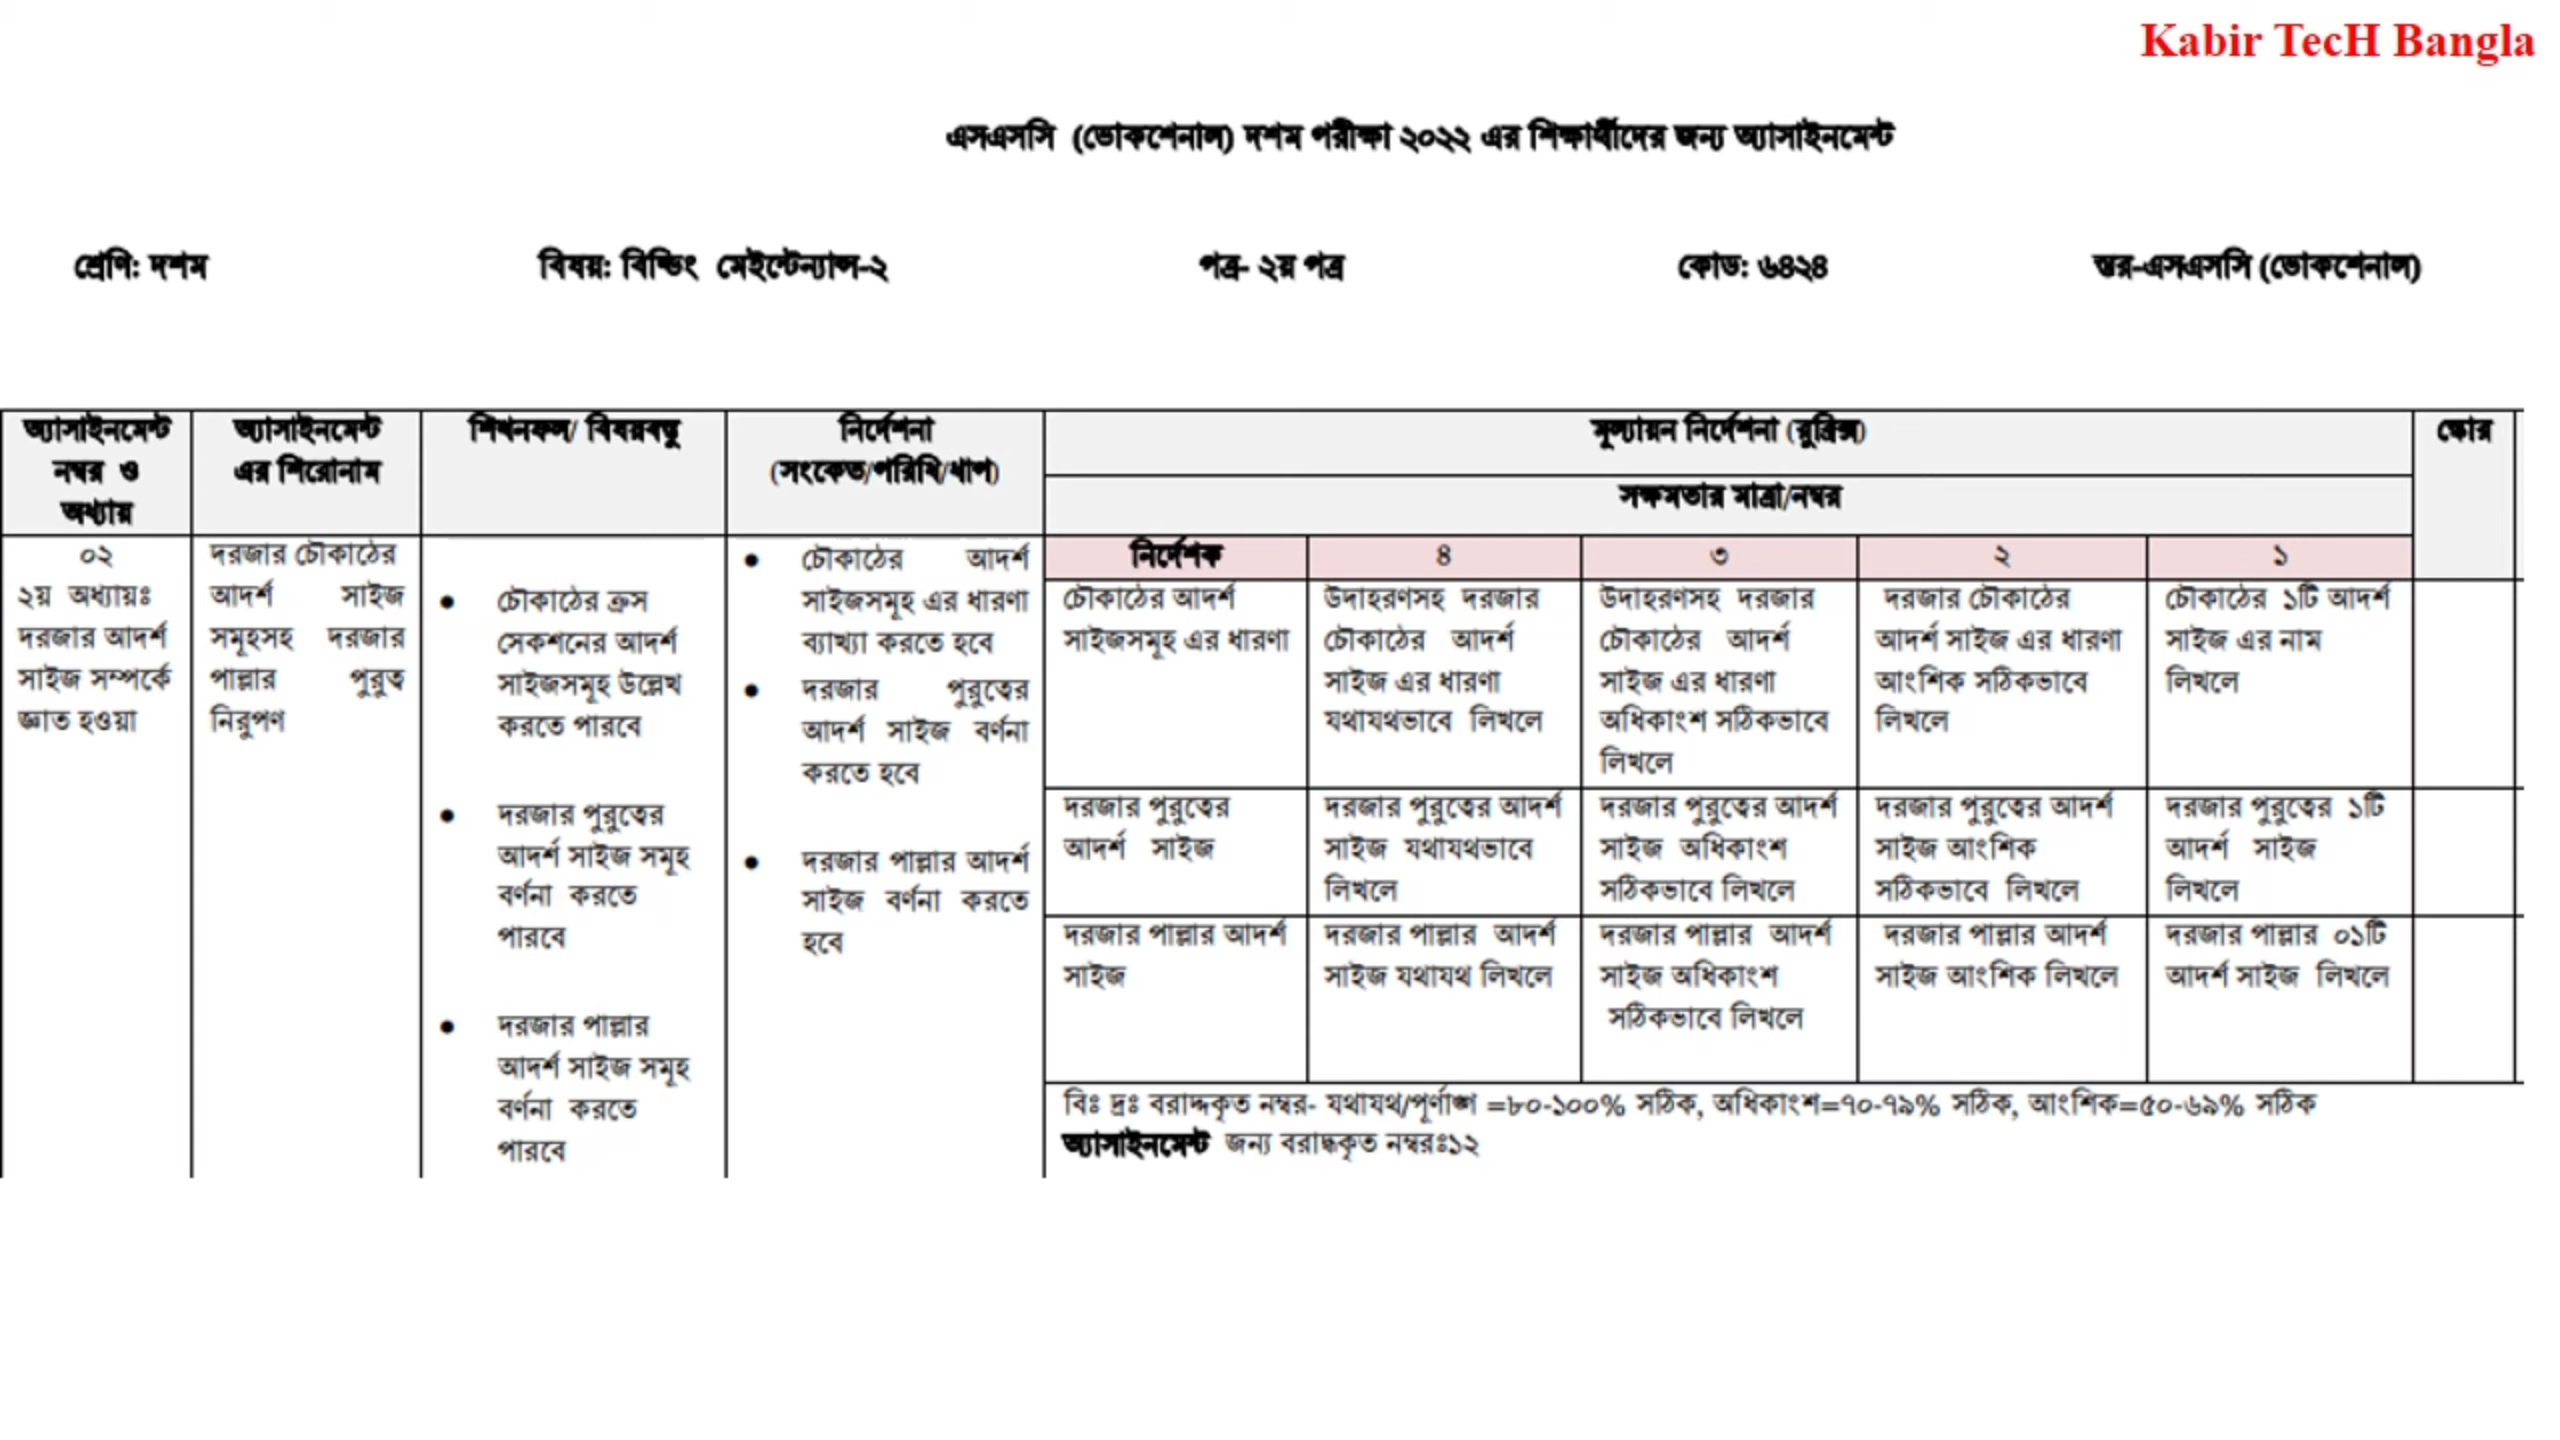 Kabir TecH Bangla
এসএসসি (ভোকেশনাল) দশম পরীক্ষা ২০২২ এর শিক্ষার্থীদের জন্য অ্যাসাইনমেন্ট
শ্রেণি: দশম বিষয়: বিল্ডিং মেইন্টেন্যান্স-২ পত্র- ২য় পত্র কোড: ৬৪২৪ স্তর-এসএসসি (ভোকেশনাল)
অ্যাসাইনমেন্ট
নম্বর ও
অধ্যায়
অ্যাসাইনমেন্ট
এর শিরোনাম
শিখনফল/ বিষয়বস্তু
নির্দেশনা
(সংকেত/পরিধি/ধাপ)
মূল্যায়ন নির্দেশনা (রুব্রিক্স)
সক্ষমতার মাত্রা/নম্বর
স্কোর
০২
২য় অধ্যায়ঃ
দরজার আদর্শ
সাইজ সম্পর্কে
জ্ঞাত হওয়া
দরজার চৌকাঠের
আদর্শ সাইজ
সমূহসহ দরজার
পাল্লার পুরুত্ব
নিরুপণ
● চৌকাঠের ক্রস
সেকশনের আদর্শ
সাইজসমূহ উল্লেখ
করতে পারবে
● দরজার পুরুত্বের
আদর্শ সাইজ সমূহ
বর্ণনা করতে
পারবে
● দরজার পাল্লার
আদর্শ সাইজ সমূহ
বর্ণনা করতে
পারবে
● চৌকাঠের আদর্শ
সাইজসমূহ এর ধারণা
ব্যাখ্যা করতে হবে
● দরজার পুরুত্বের
আদর্শ সাইজ বর্ণনা
করতে হবে
● দরজার পাল্লার আদর্শ
সাইজ বর্ণনা করতে
হবে
নির্দেশক ৪ ৩ ২ ১
চৌকাঠের আদর্শ
সাইজসমূহ এর ধারণা
উদাহরণসহ দরজার
চৌকাঠের আদর্শ
সাইজ এর ধারণা
যথাযথভাবে লিখলে
উদাহরণসহ দরজার
চৌকাঠের আদর্শ
সাইজ এর ধারণা
অধিকাংশ সঠিকভাবে
লিখলে
দরজার চৌকাঠের
আদর্শ সাইজ এর ধারণা
আংশিক সঠিকভাবে
লিখলে
চৌকাঠের ১টি আদর্শ
সাইজ এর নাম
লিখলে
দরজার পুরুত্বের
আদর্শ সাইজ
দরজার পুরুত্বের আদর্শ
সাইজ যথাযথভাবে
লিখলে
দরজার পুরুত্বের আদর্শ
সাইজ অধিকাংশ
সঠিকভাবে লিখলে
দরজার পুরুত্বের আদর্শ
সাইজ আংশিক
সঠিকভাবে লিখলে
দরজার পুরুত্বের ১টি
আদর্শ সাইজ
লিখলে
দরজার পাল্লার আদর্শ
সাইজ
দরজার পাল্লার আদর্শ
সাইজ যথাযথ লিখলে
দরজার পাল্লার আদর্শ
সাইজ অধিকাংশ
সঠিকভাবে লিখলে
দরজার পাল্লার আদর্শ
সাইজ আংশিক লিখলে
দরজার পাল্লার ০১টি
আদর্শ সাইজ লিখলে
বিঃ দ্রঃ বরাদ্দকৃত নম্বর- যথাযথ/পূর্ণাঙ্গ =৮০-১০০% সঠিক, অধিকাংশ=৭০-৭৯% সঠিক, আংশিক=৫০-৬৯% সঠিক
অ্যাসাইনমেন্ট জন্য বরাদ্ধকৃত নম্বরঃ১২